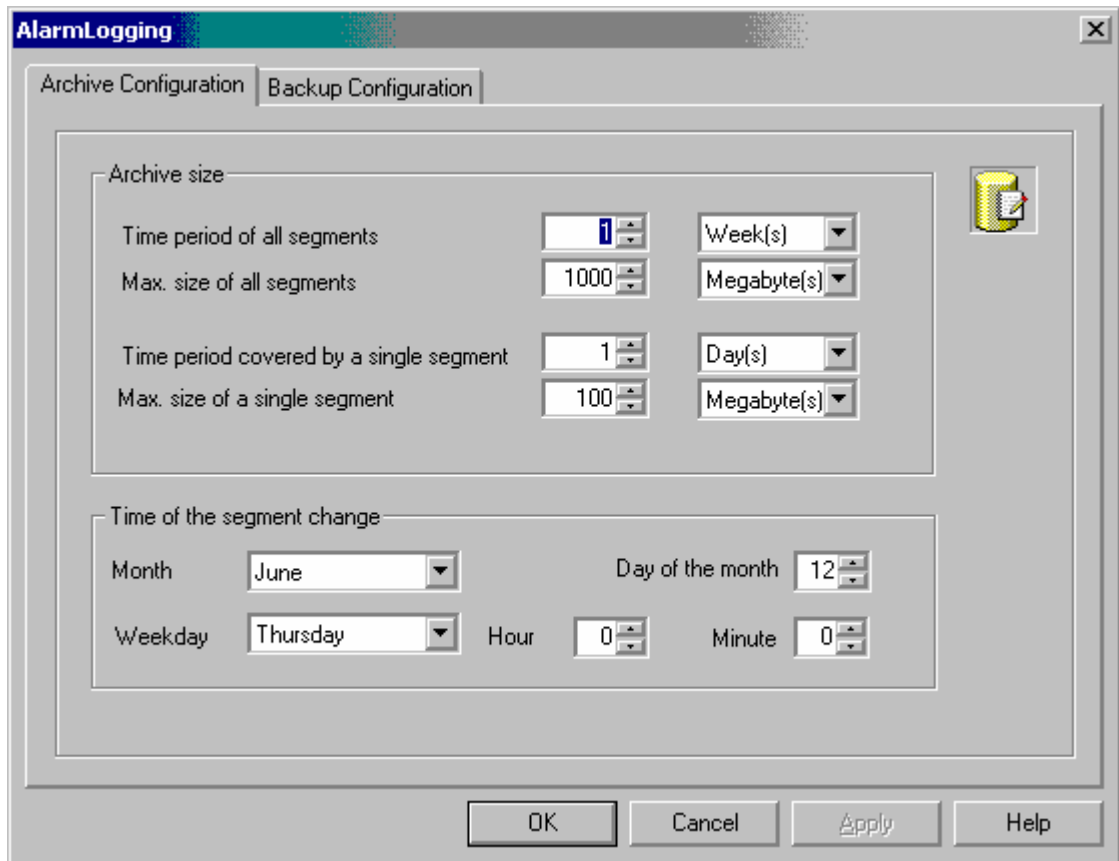 AlarmLogging
Archive Configuration Backup Configuration
Archive size
Time period of all segments 1 Week(s)
Max. size of all segments 1000 Megabyte(s)
Time period covered by a single segment 1 Day(s)
Max. size of a single segment 100 Megabyte(s)
Time of the segment change
Month June Day of the month 12
Weekday Thursday Hour 0 Minute 0
OK Cancel Apply Help